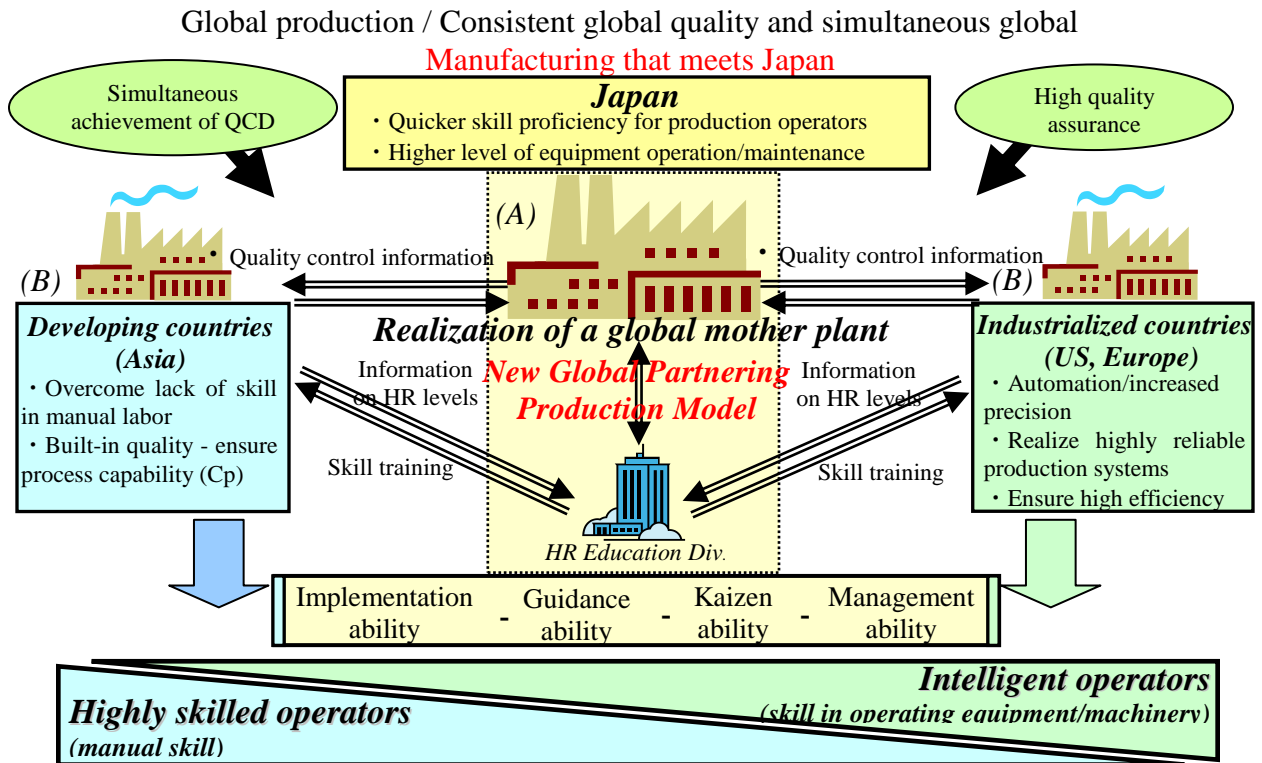 Global production / Consistent global quality and simultaneous global
Manufacturing that meets Japan
Simultaneous
achievement of QCD
Japan
・Quicker skill proficiency for production operators
・Higher level of equipment operation/maintenance
High quality
assurance
(A)
・ Quality control information
・ Quality control information
(B)
(B)
Developing countries
(Asia)
・Overcome lack of skill
in manual labor
・Built-in quality - ensure
process capability (Cp)
Realization of a global mother plant
New Global Partnering
Production Model
Information
on HR levels
Skill training
Information
on HR levels
Skill training
Industrialized countries
(US, Europe)
・Automation/increased
precision
・Realize highly reliable
production systems
・Ensure high efficiency
HR Education Div.
Implementation
ability
- Guidance
ability
- Kaizen
ability
- Management
ability
Intelligent operators
(skill in operating equipment/machinery)
Highly skilled operators
(manual skill)